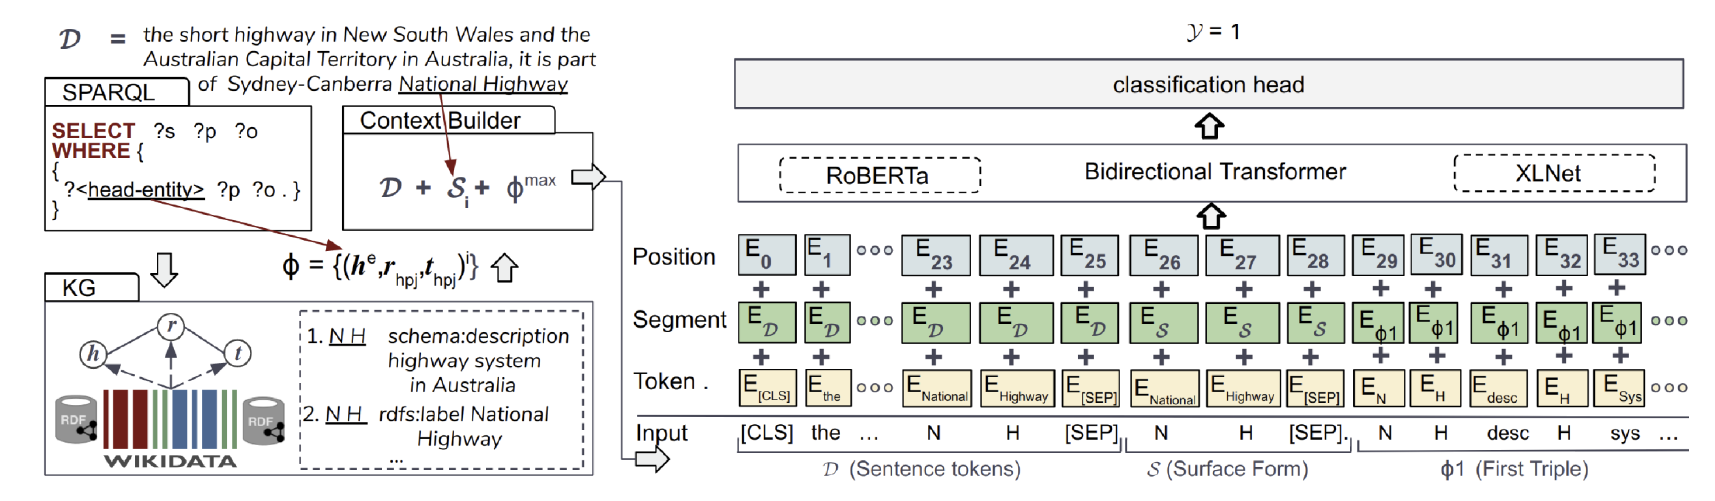 𝒟 = the short highway in New South Wales and the
Australian Capital Territory in Australia, it is part
of Sydney-Canberra National Highway
SPARQL
SELECT ?s ?p ?o
WHERE {
{
?<head-entity> ?p ?o . }
}
Context Builder
𝒟 + 𝒮i + ϕmax
ϕ = {(he,rhpj,thpj)i}
KG
h r t
RDF
RDF
WIKIDATA
1. N H schema:description
highway system
in Australia
2. N H rdfs:label National
Highway
...
𝒴 = 1
classification head
RoBERTa Bidirectional Transformer XLNet
Position E0 E1 E23 E24 E25 E26 E27 E28 E29 E30 E31 E32 E33
+ + + + + + + + + + + + +
Segment E𝒟 E𝒟 E𝒟 E𝒟 E𝒟 E𝒮 E𝒮 E𝒮 Eϕ1 Eϕ1 Eϕ1 Eϕ1 Eϕ1
+ + + + + + + + + + + + +
Token . E[CLS] Ethe ENational EHighway E[SEP] ENational EHighway E[SEP] EN EH Edesc EH ESys
Input [CLS] the ... N H [SEP] N H [SEP]. N H desc H sys ...
𝒟 (Sentence tokens) 𝒮 (Surface Form) ϕ1 (First Triple)